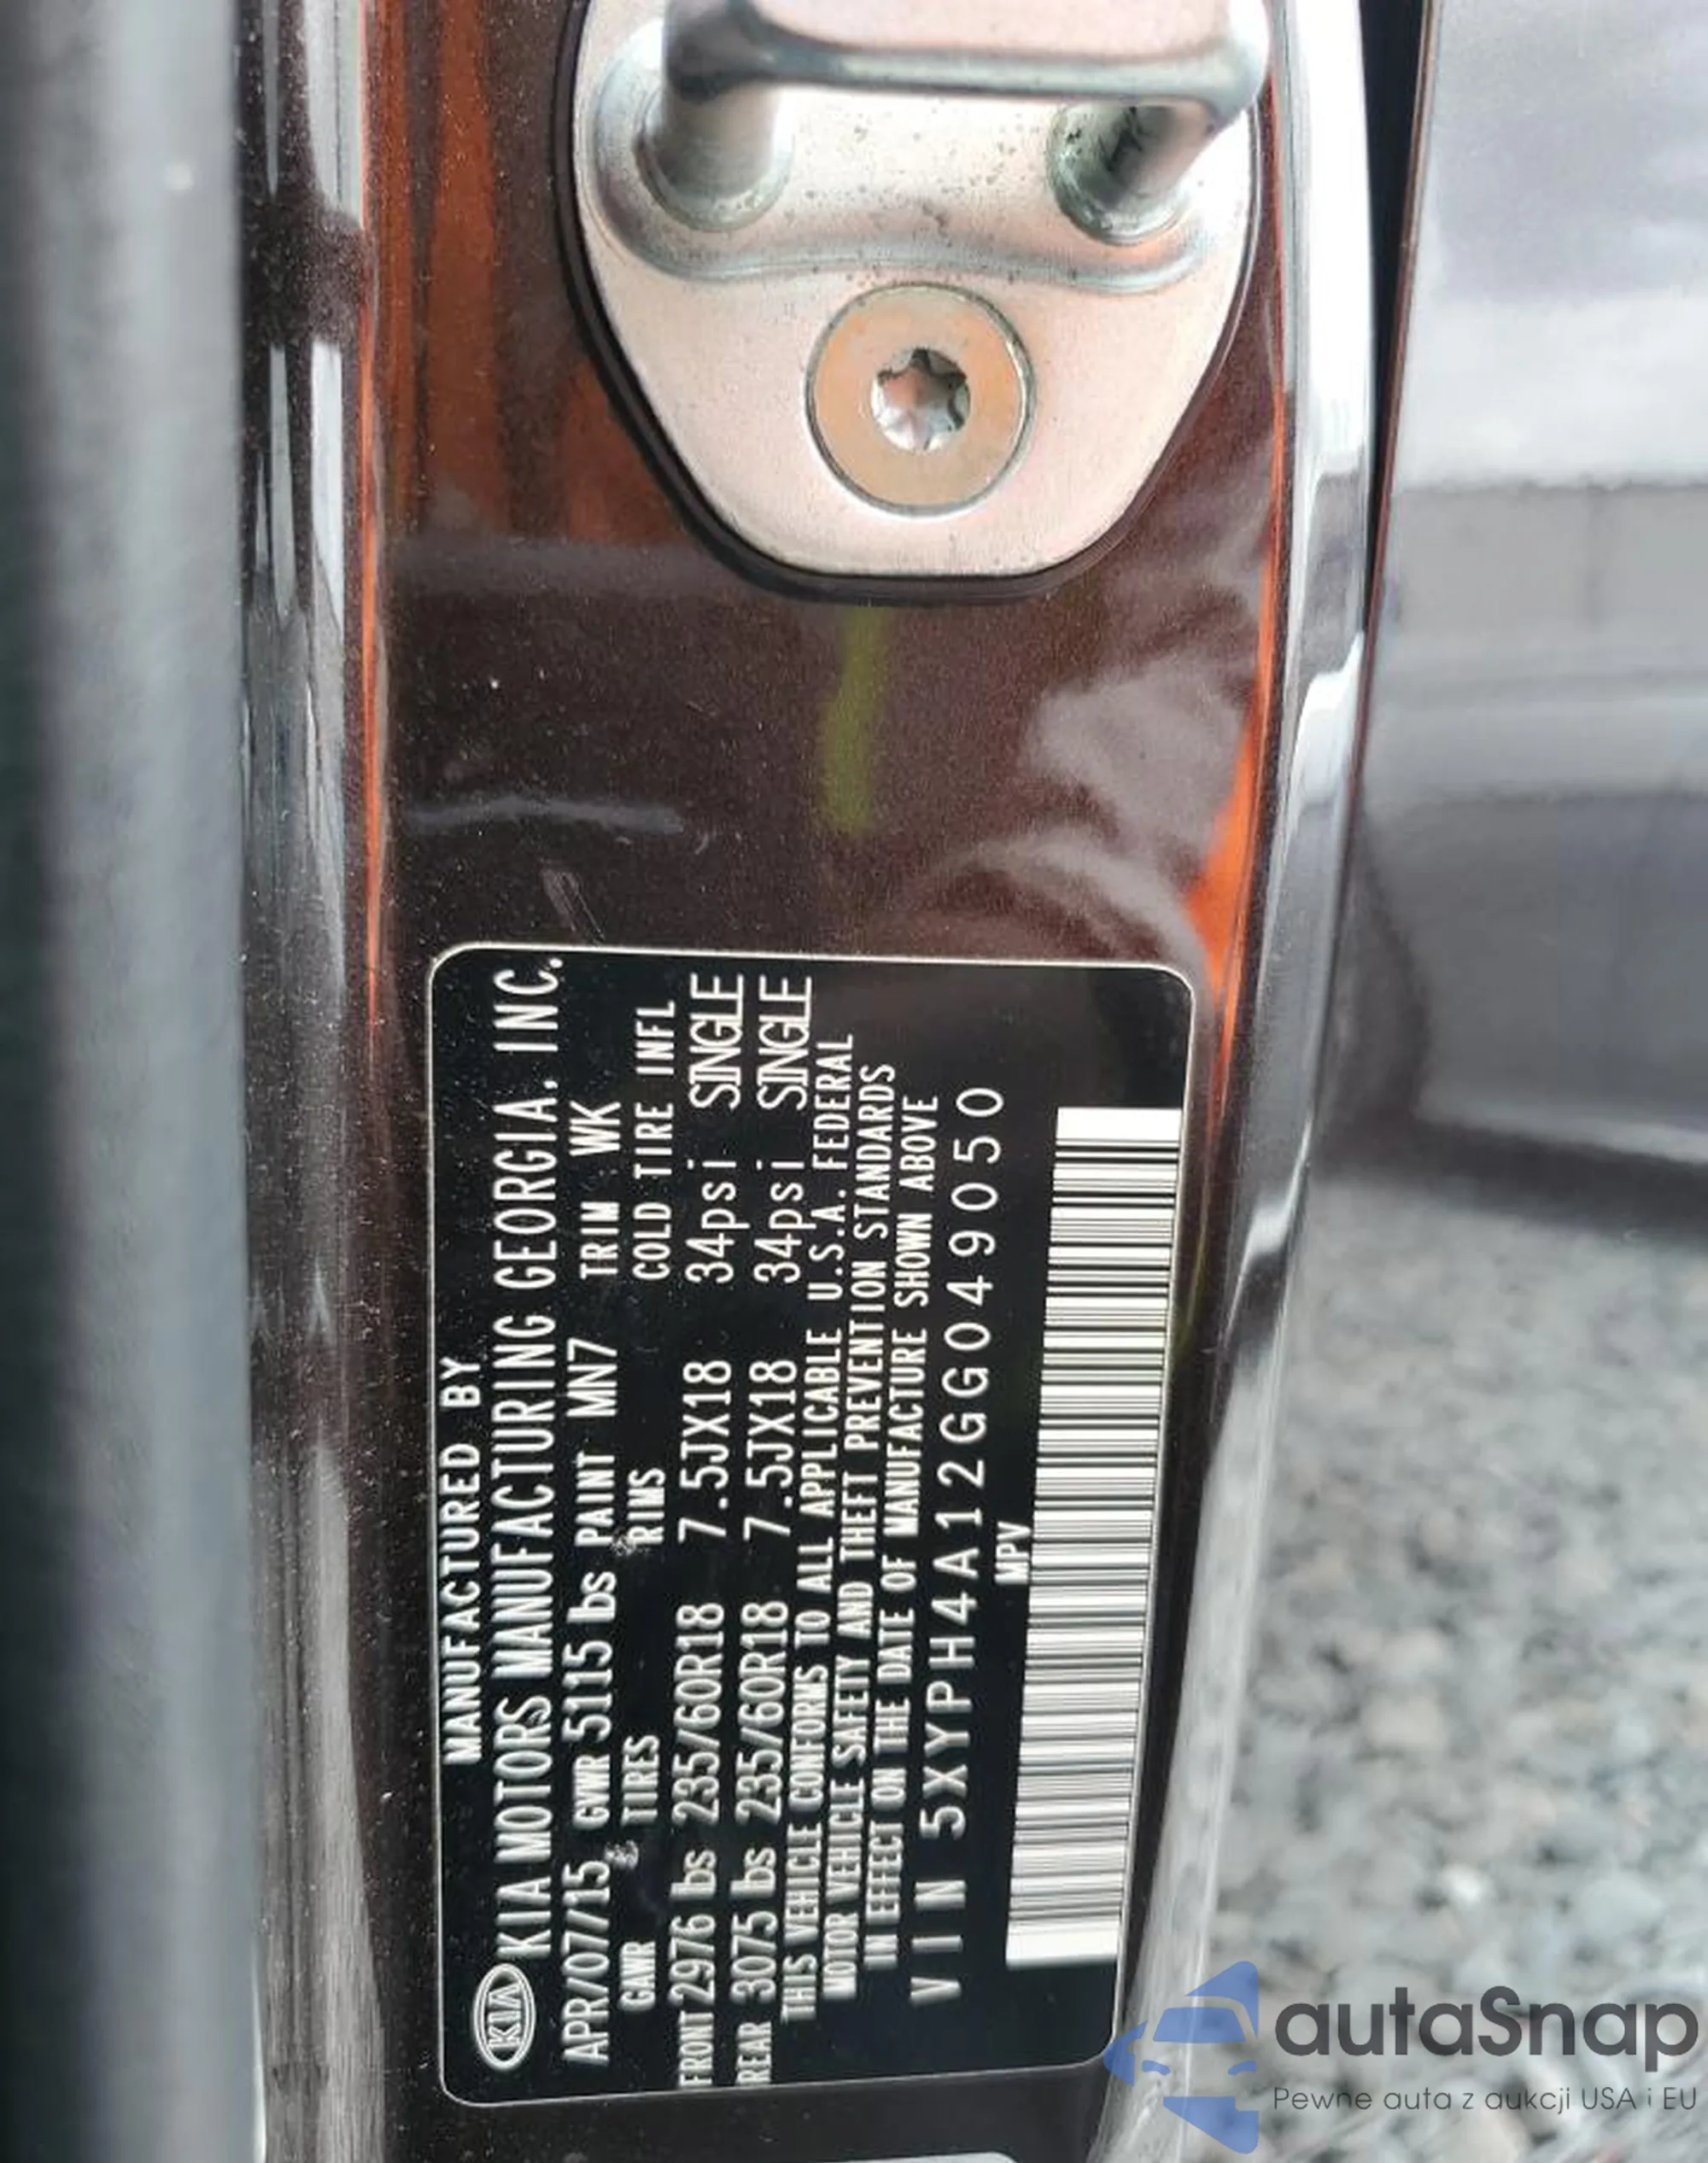 MANUFACTURED BY
KIA KIA MOTORS MANUFACTURING GEORGIA, INC.
APR/07/15 GVWR 5115 lbs PAINT MN7 TRIM WK
GAWR TIRES RIMS COLD TIRE INFL
FRONT 2976 lbs 235/60R18 7.5JX18 34psi SINGLE
REAR 3075 lbs 235/60R18 7.5JX18 34psi SINGLE
THIS VEHICLE CONFORMS TO ALL APPLICABLE U.S.A. FEDERAL
MOTOR VEHICLE SAFETY AND THEFT PREVENTION STANDARDS
IN EFFECT ON THE DATE OF MANUFACTURE SHOWN ABOVE
VIN 5XYPH4A12GG049050
MPV
autaSnap
Pewne auta z aukcji USA i EU